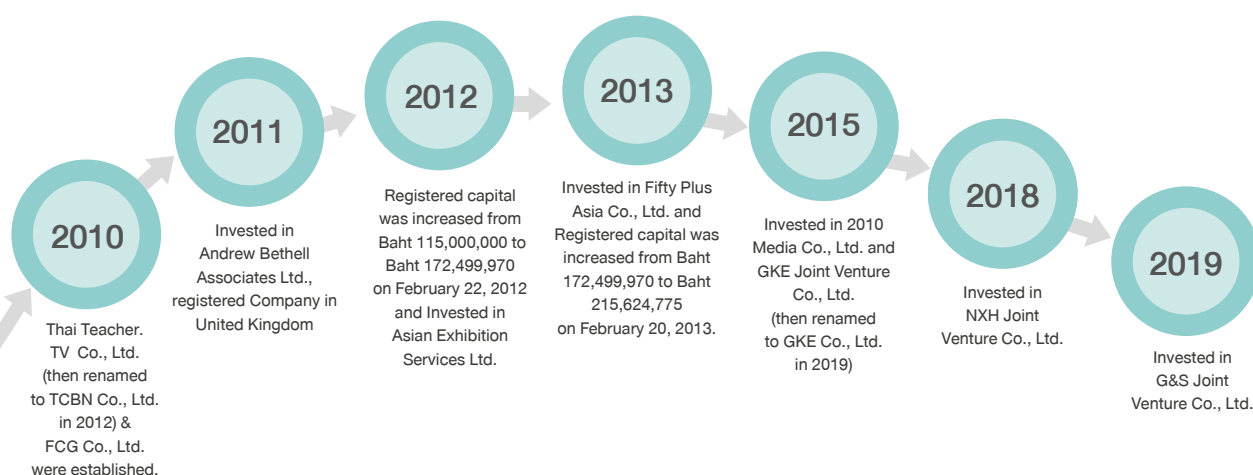 2010
Thai Teacher.
TV Co., Ltd.
(then renamed
to TCBN Co., Ltd.
in 2012) &
FCG Co., Ltd.
were established.
2011
Invested in
Andrew Bethell
Associates Ltd.,
registered Company in
United Kingdom
2012
Registered capital
was increased from
Baht 115,000,000 to
Baht 172,499,970
on February 22, 2012
and Invested in
Asian Exhibition
Services Ltd.
2013
Invested in Fifty Plus
Asia Co., Ltd. and
Registered capital was
increased from Baht
172,499,970 to Baht
215,624,775
on February 20, 2013.
2015
Invested in 2010
Media Co., Ltd. and
GKE Joint Venture
Co., Ltd.
(then renamed
to GKE Co., Ltd.
in 2019)
2018
Invested in
NXH Joint
Venture Co., Ltd.
2019
Invested in
G&S Joint
Venture Co., Ltd.